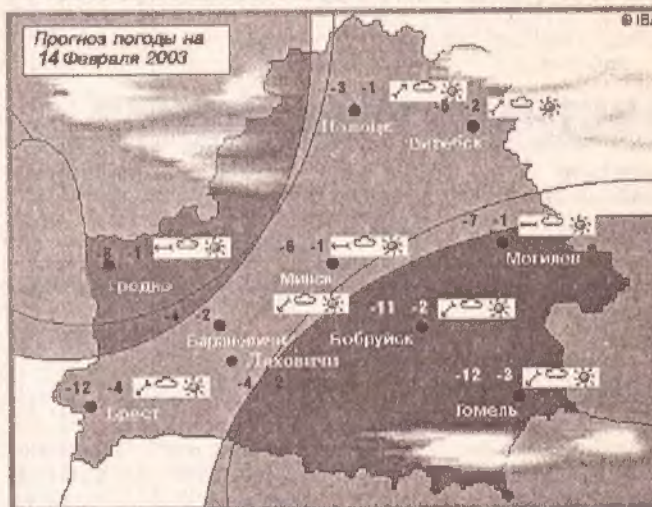 Прогноз погоды на
14 Февраля 2003
-3 -1
Полоцк
-6 -2
Витебск
-7 -1
Могилев
-1
Гродно
-6 -1
Минск
-4 -2
Барановичи
Ляховичи
-4 2
-11 -2
Бобруйск
-12 -4
Брест
-12 -3
Гомель